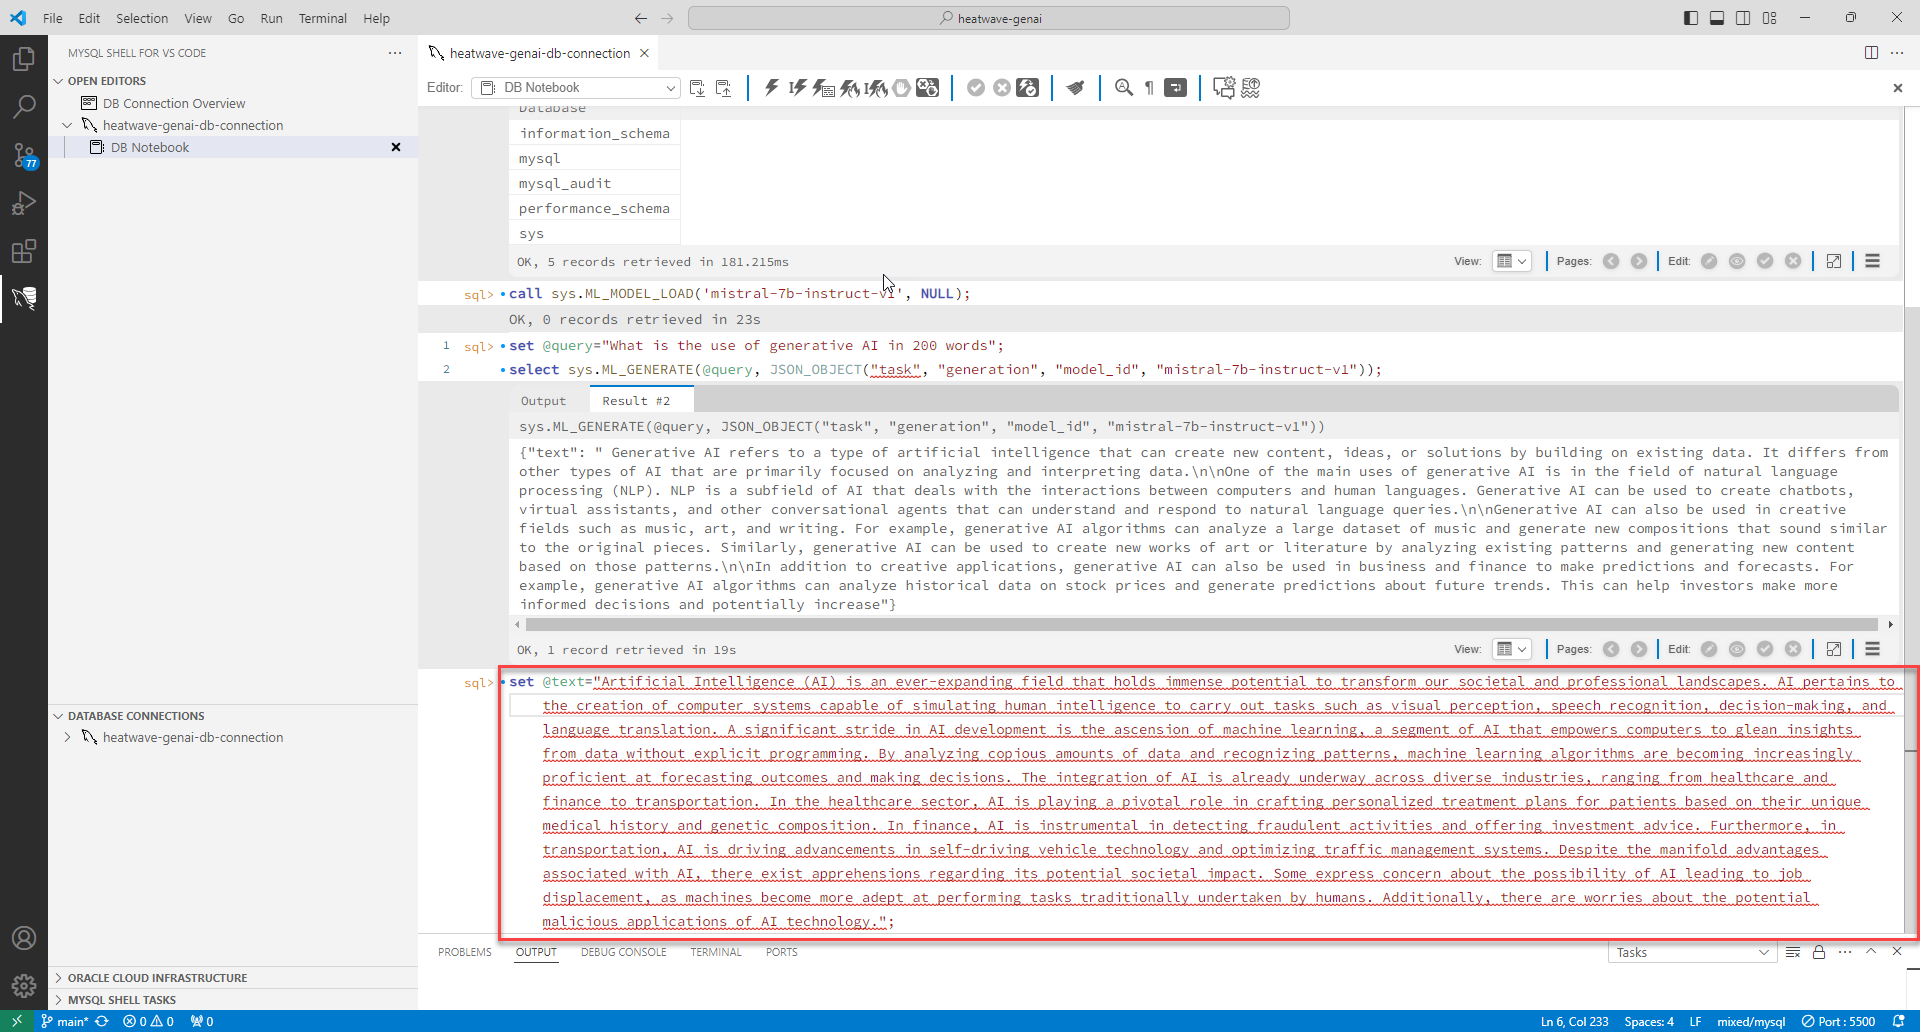 File Edit Selection View Go Run Terminal Help
heatwave-genai
MYSQL SHELL FOR VS CODE
OPEN EDITORS
DB Connection Overview
heatwave-genai-db-connection
DB Notebook
77
DATABASE CONNECTIONS
heatwave-genai-db-connection
ORACLE CLOUD INFRASTRUCTURE
MYSQL SHELL TASKS
heatwave-genai-db-connection
Editor: DB Notebook
Database
information_schema
mysql
mysql_audit
performance_schema
sys
OK, 5 records retrieved in 181.215ms
View: Pages: Edit:
sql> call sys.ML_MODEL_LOAD('mistral-7b-instruct-v1', NULL);
OK, 0 records retrieved in 23s
1 sql> set @query="What is the use of generative AI in 200 words";
2 select sys.ML_GENERATE(@query, JSON_OBJECT("task", "generation", "model_id", "mistral-7b-instruct-v1"));
Output Result #2
sys.ML_GENERATE(@query, JSON_OBJECT("task", "generation", "model_id", "mistral-7b-instruct-v1"))
{"text": " Generative AI refers to a type of artificial intelligence that can create new content, ideas, or solutions by building on existing data. It differs from
other types of AI that are primarily focused on analyzing and interpreting data.\n\nOne of the main uses of generative AI is in the field of natural language
processing (NLP). NLP is a subfield of AI that deals with the interactions between computers and human languages. Generative AI can be used to create chatbots,
virtual assistants, and other conversational agents that can understand and respond to natural language queries.\n\nGenerative AI can also be used in creative
fields such as music, art, and writing. For example, generative AI algorithms can analyze a large dataset of music and generate new compositions that sound similar
to the original pieces. Similarly, generative AI can be used to create new works of art or literature by analyzing existing patterns and generating new content
based on those patterns.\n\nIn addition to creative applications, generative AI can also be used in business and finance to make predictions and forecasts. For
example, generative AI algorithms can analyze historical data on stock prices and generate predictions about future trends. This can help investors make more
informed decisions and potentially increase"}
OK, 1 record retrieved in 19s
View: Pages: Edit:
sql> set @text="Artificial Intelligence (AI) is an ever-expanding field that holds immense potential to transform our societal and professional landscapes. AI pertains to
the creation of computer systems capable of simulating human intelligence to carry out tasks such as visual perception, speech recognition, decision-making, and
language translation. A significant stride in AI development is the ascension of machine learning, a segment of AI that empowers computers to glean insights
from data without explicit programming. By analyzing copious amounts of data and recognizing patterns, machine learning algorithms are becoming increasingly
proficient at forecasting outcomes and making decisions. The integration of AI is already underway across diverse industries, ranging from healthcare and
finance to transportation. In the healthcare sector, AI is playing a pivotal role in crafting personalized treatment plans for patients based on their unique
medical history and genetic composition. In finance, AI is instrumental in detecting fraudulent activities and offering investment advice. Furthermore, in
transportation, AI is driving advancements in self-driving vehicle technology and optimizing traffic management systems. Despite the manifold advantages
associated with AI, there exist apprehensions regarding its potential societal impact. Some express concern about the possibility of AI leading to job
displacement, as machines become more adept at performing tasks traditionally undertaken by humans. Additionally, there are worries about the potential
malicious applications of AI technology.";
PROBLEMS OUTPUT DEBUG CONSOLE TERMINAL PORTS
Tasks
main* 0 0 0
Ln 6, Col 233 Spaces: 4 LF mixed/mysql Port : 5500